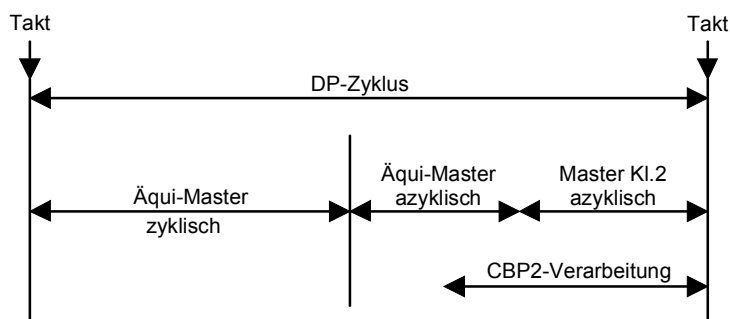 Takt
Takt
DP-Zyklus
Äqui-Master
zyklisch
Äqui-Master
azyklisch
Master Kl.2
azyklisch
CBP2-Verarbeitung